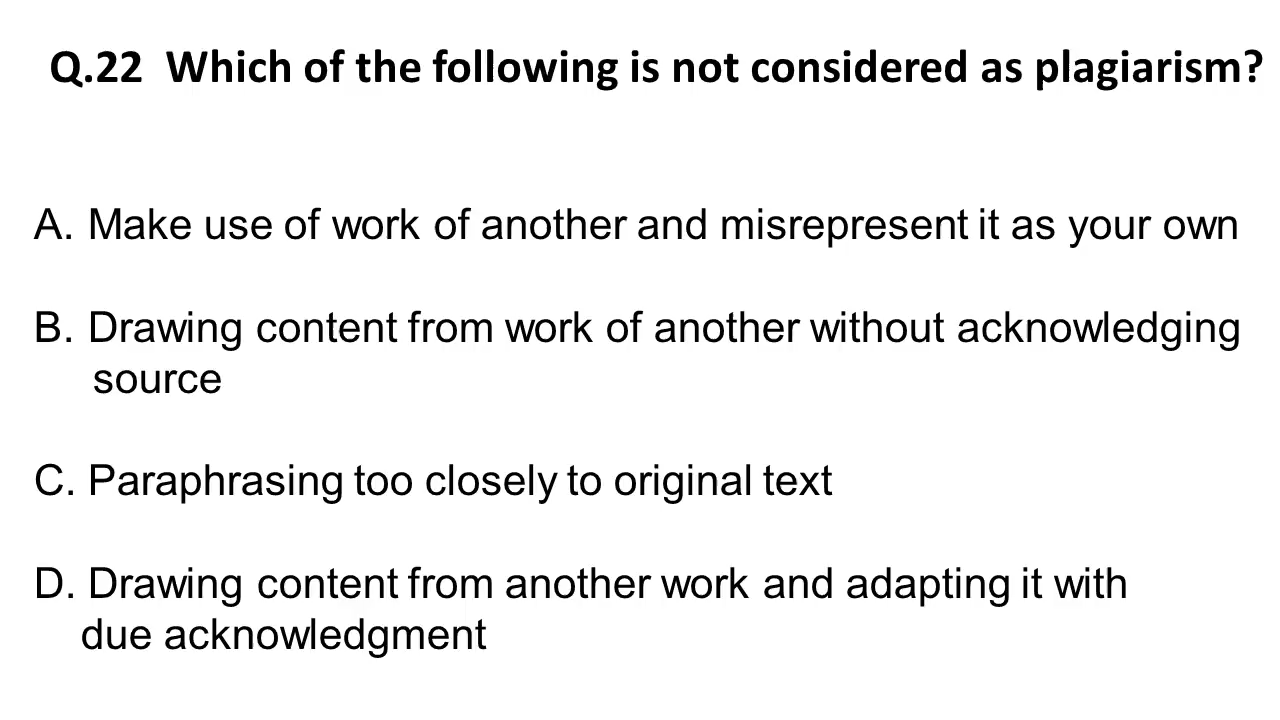 Q.22 Which of the following is not considered as plagiarism?
A. Make use of work of another and misrepresent it as your own
B. Drawing content from work of another without acknowledging
source
C. Paraphrasing too closely to original text
D. Drawing content from another work and adapting it with
due acknowledgment